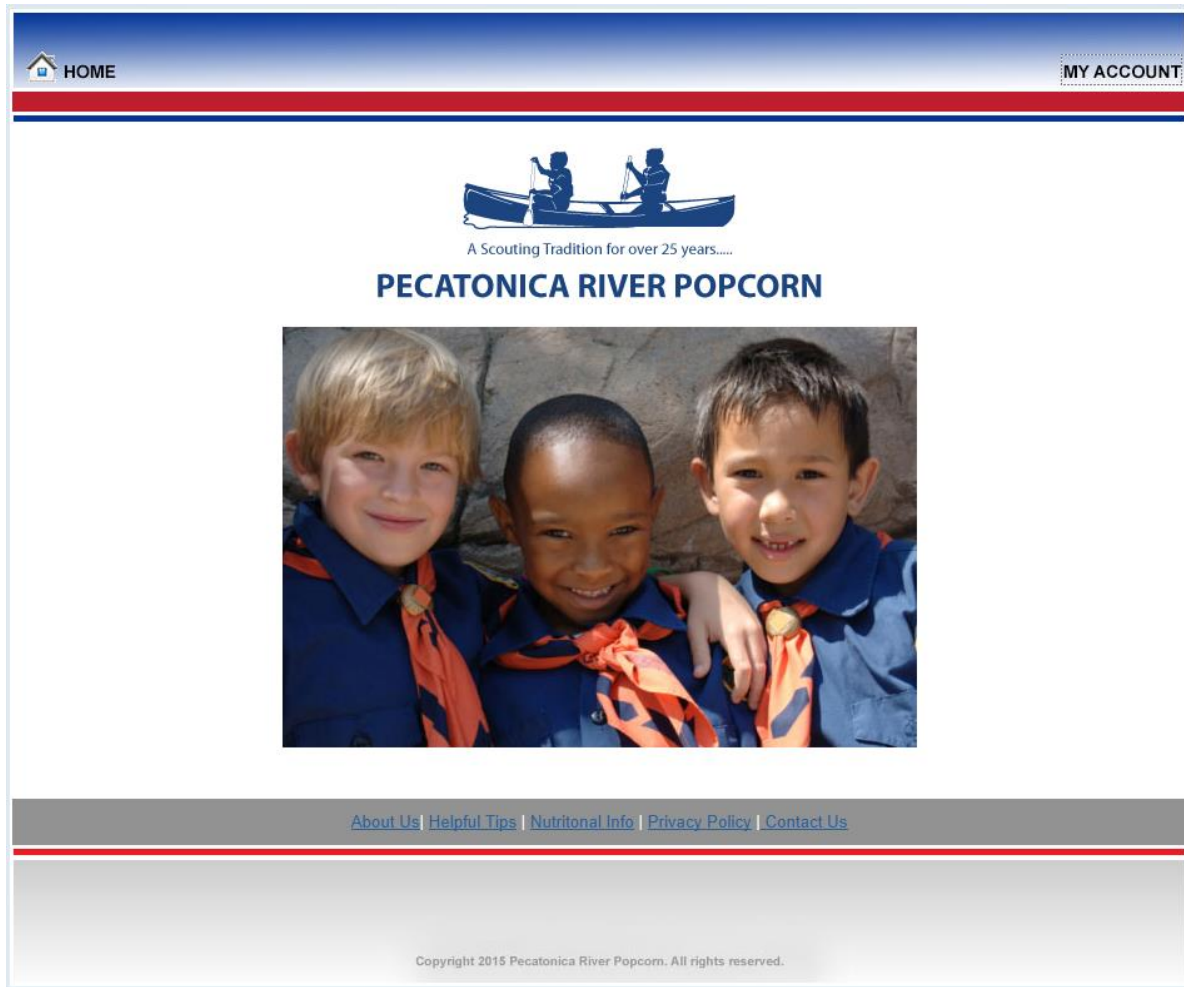 HOME
MY ACCOUNT
A Scouting Tradition for over 25 years.....
PECATONICA RIVER POPCORN
About Us| Helpful Tips | Nutritonal Info | Privacy Policy | Contact Us
Copyright 2015 Pecatonica River Popcorn. All rights reserved.